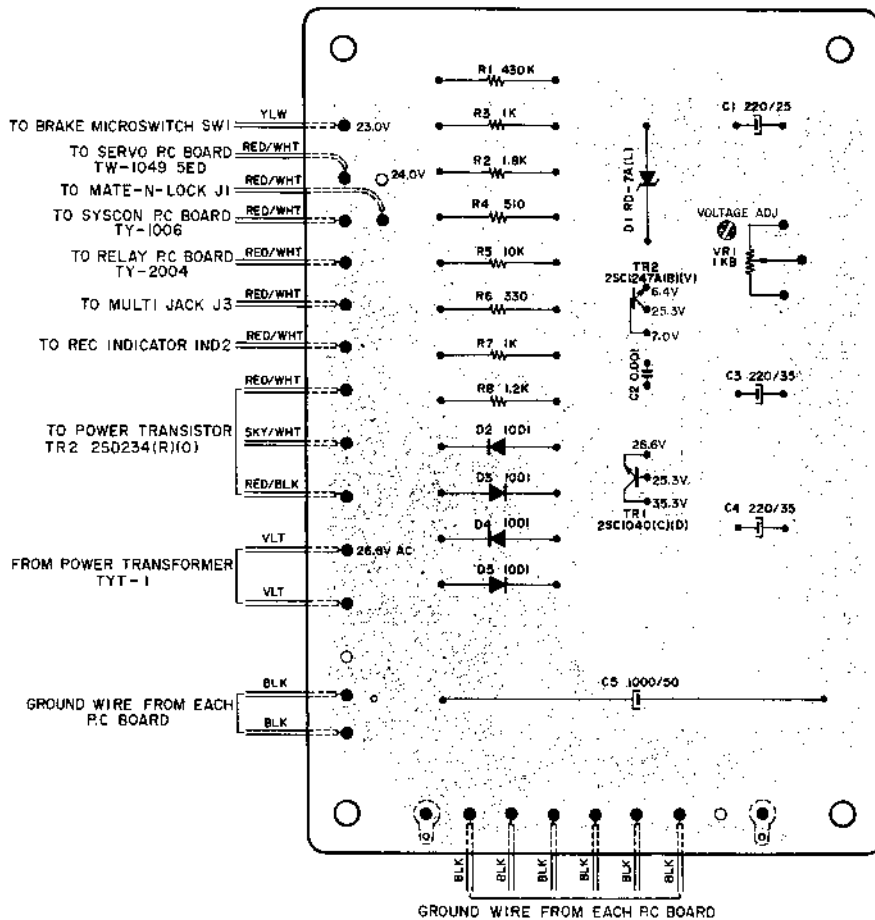 R1 430K
C1 220/25
YLW
TO BRAKE MICROSWITCH SW1
23.0V
R3 1K
TO SERVO P.C BOARD
TW-1049 5ED
RED/WHT
24.0V
R2 1.8K
D1 RD-7A(L)
TO MATE-N-LOCK J1
RED/WHT
TO SYSCON P.C BOARD
TY-1006
RED/WHT
R4 510
VOLTAGE ADJ
VR1
1KB
TO RELAY P.C BOARD
TY-2004
RED/WHT
R5 10K
TR2
2SC1247A(B)(V)
6.4V
25.3V
7.0V
TO MULTI JACK J3
RED/WHT
R6 330
TO REC INDICATOR IND2
RED/WHT
R7 1K
C2 0.001
C3 220/35
RED/WHT
R8 1.2K
TO POWER TRANSISTOR
TR2 2SD234(R)(O)
SKY/WHT
D2 10D1
26.6V
25.3V
35.3V
TR1
2SC1040(C)(D)
RED/BLK
D3 10D1
C4 220/35
VLT
26.6V AC
D4 10D1
FROM POWER TRANSFORMER
TYT-1
VLT
D5 10D1
BLK
GROUND WIRE FROM EACH
P.C BOARD
BLK
C5 1000/50
BLK
BLK
BLK
BLK
BLK
BLK
GROUND WIRE FROM EACH P.C BOARD